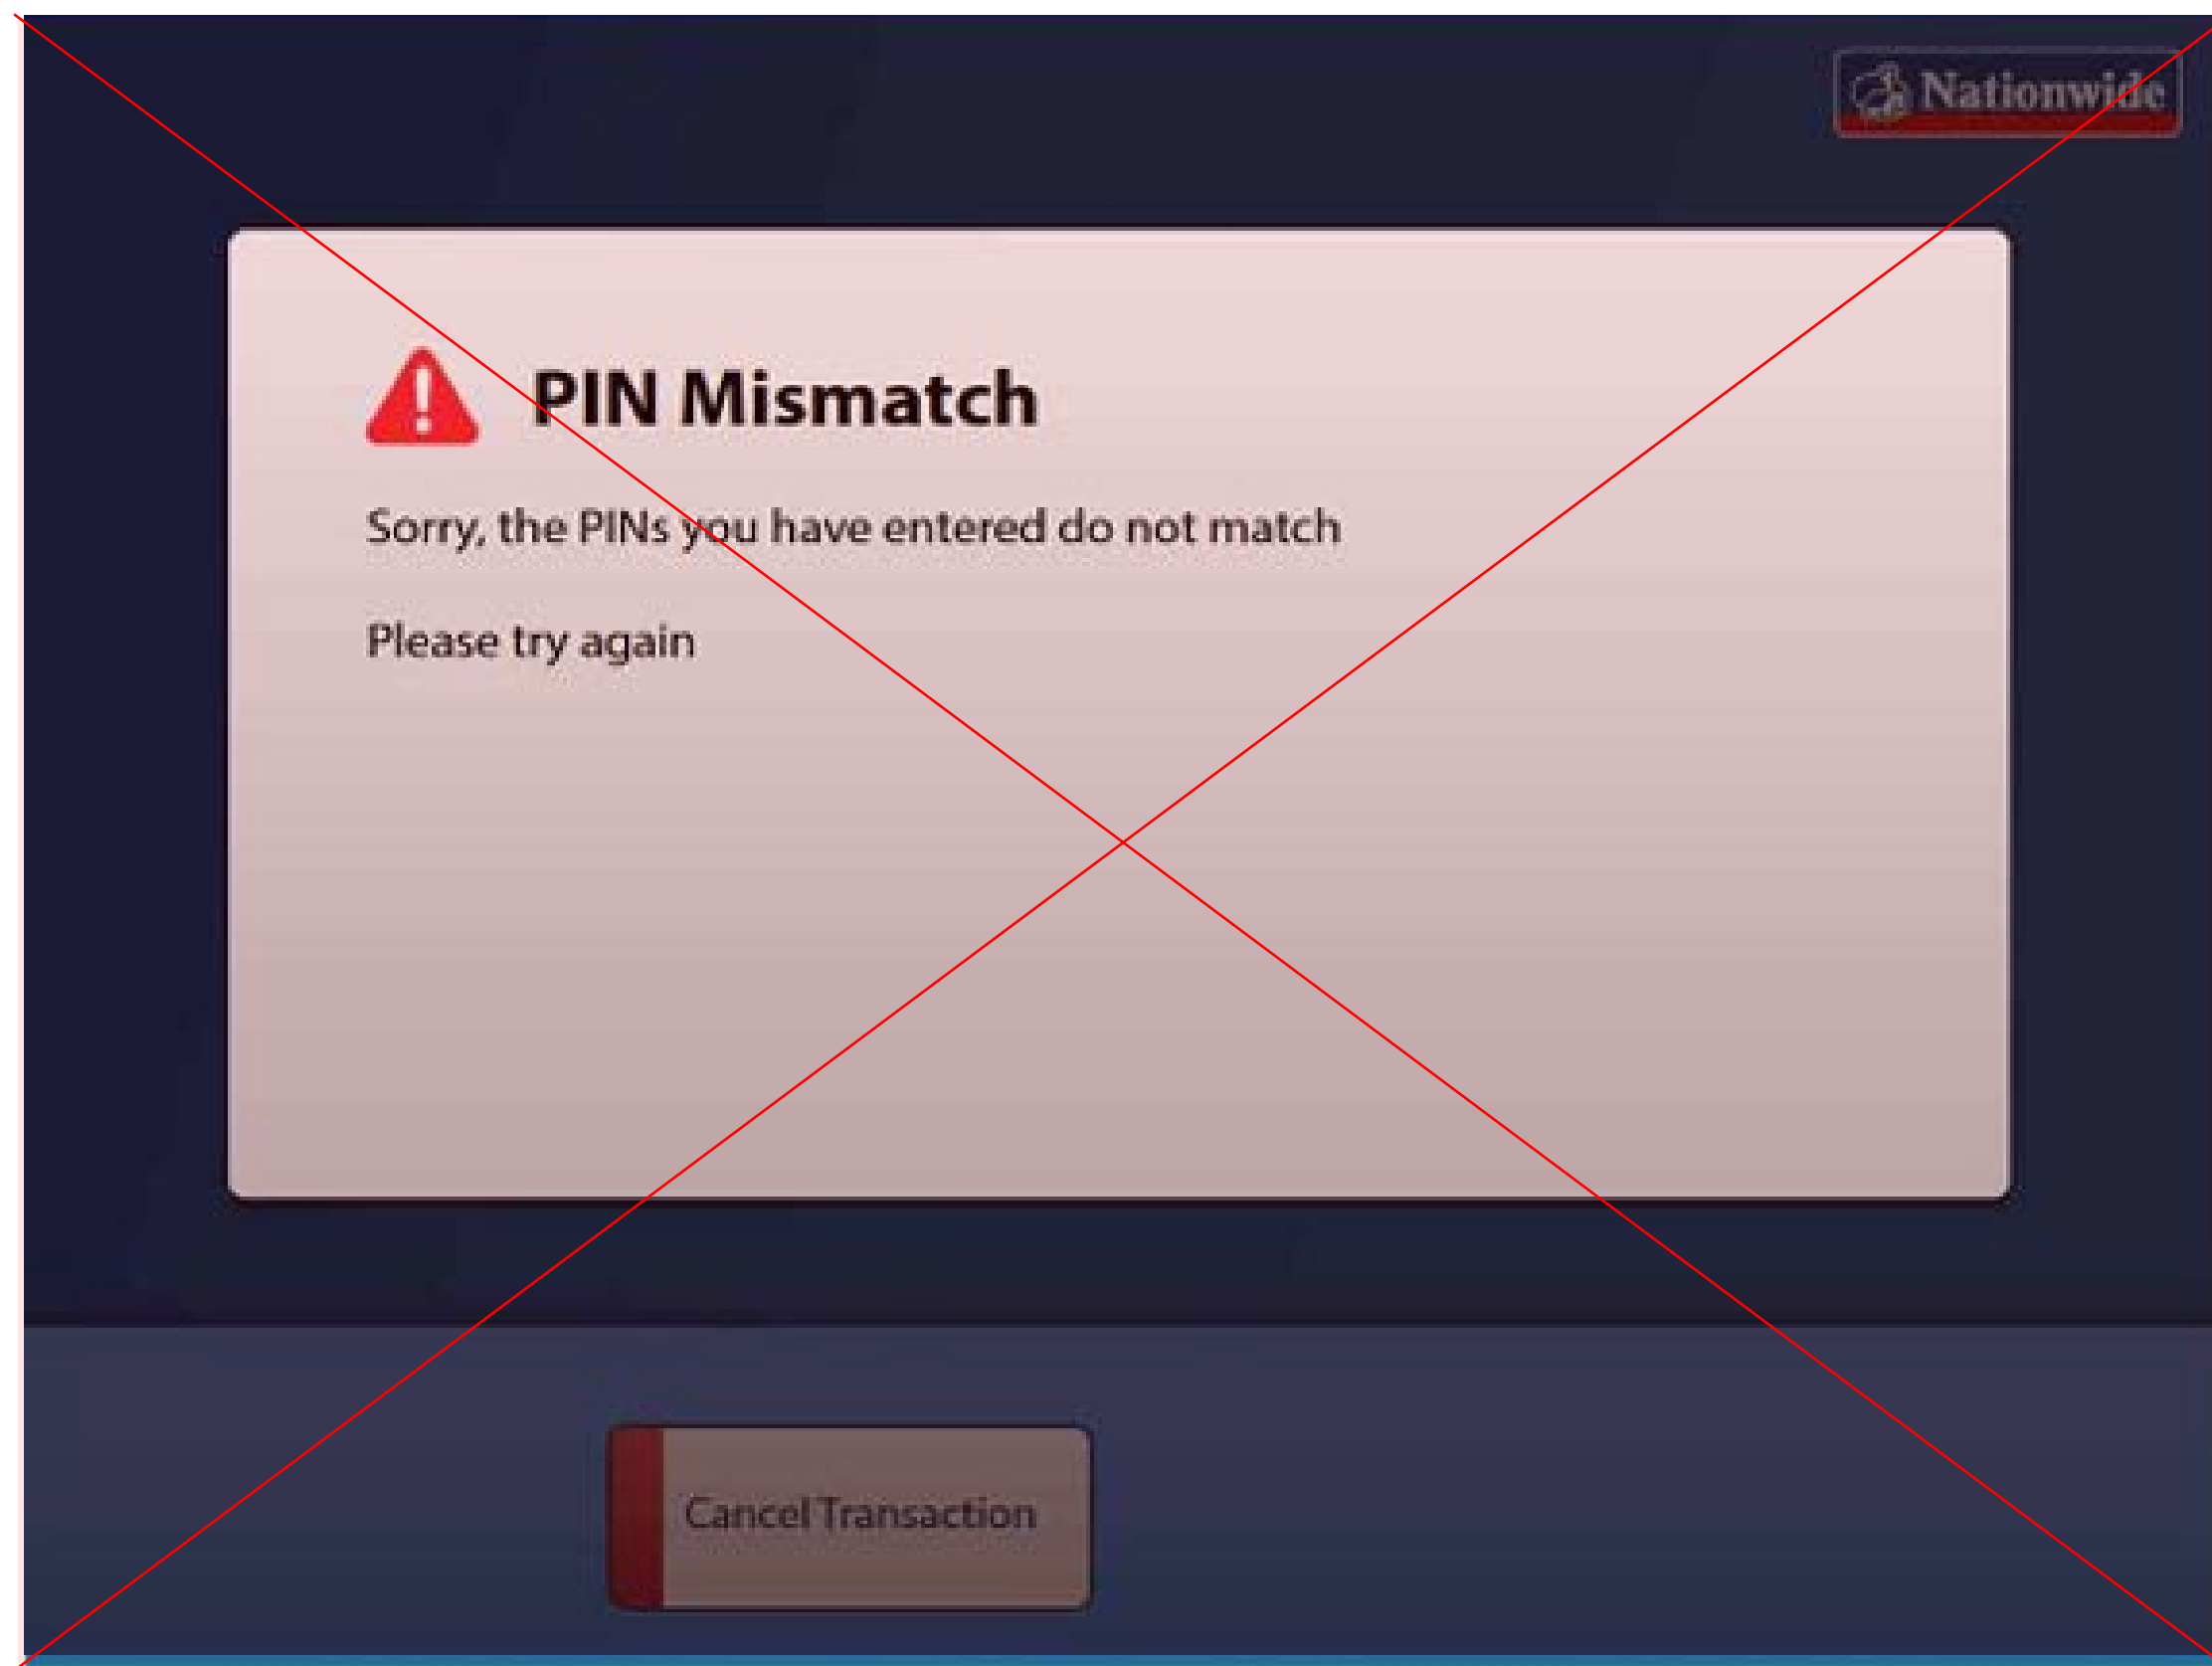 Nationwide
PIN Mismatch
Sorry, the PINs you have entered do not match
Please try again
Cancel Transaction